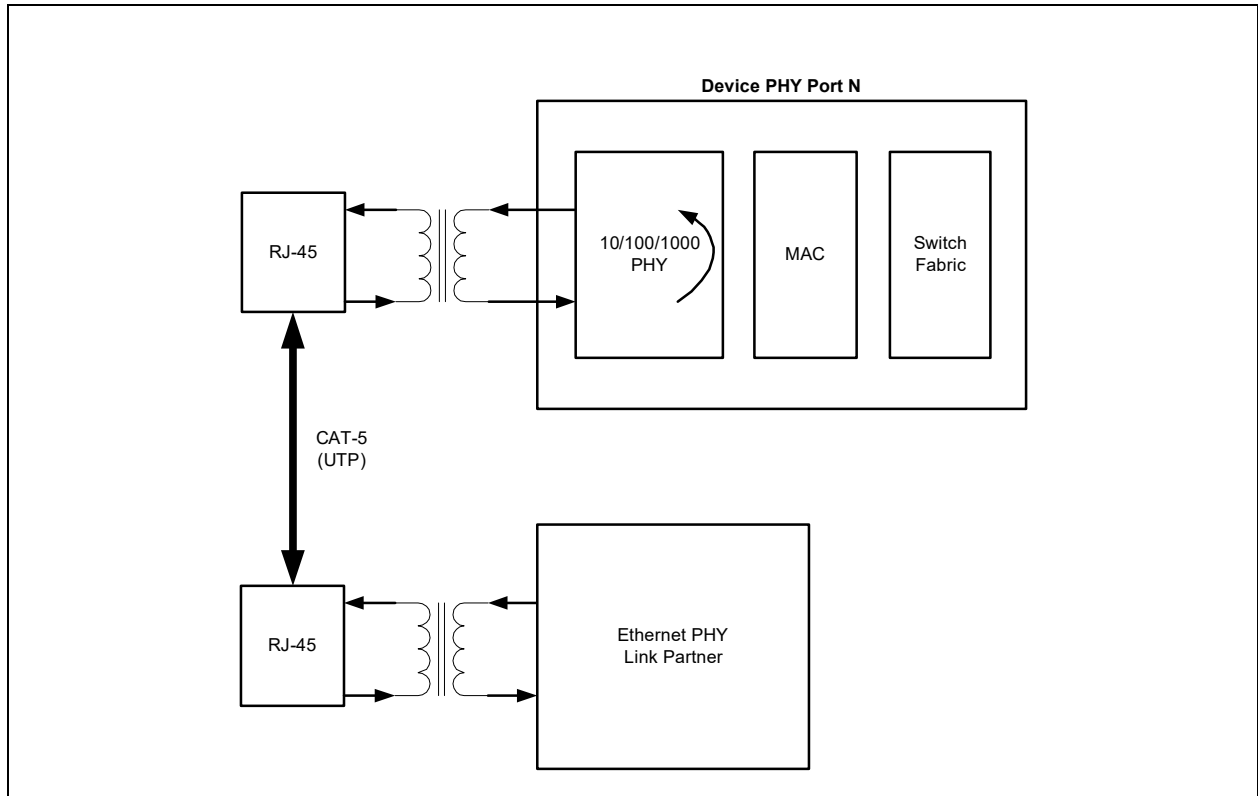 Device PHY Port N
RJ-45
10/100/1000
PHY
MAC
Switch
Fabric
CAT-5
(UTP)
RJ-45
Ethernet PHY
Link Partner